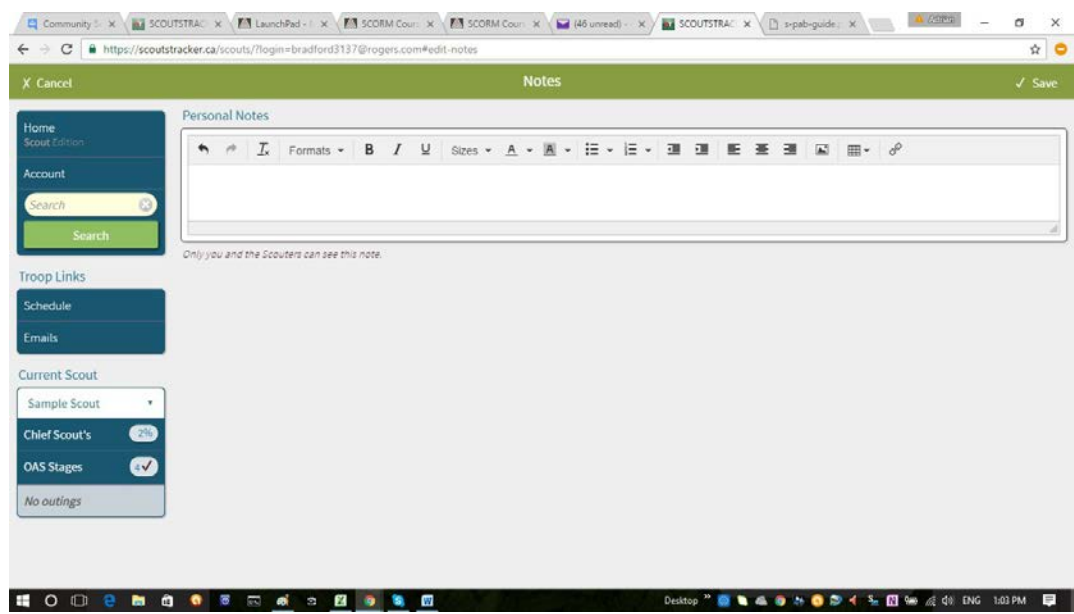 Community S
SCOUTSTRAC
LaunchPad -
SCORM Cour
SCORM Cour
(46 unread) -
SCOUTSTRAC
s-pab-guide.
https://scoutstracker.ca/scouts/?login=bradford3137@rogers.com#edit-notes
X Cancel
Notes
✓ Save
Home
Scout Edition
Account
Search
Search
Troop Links
Schedule
Emails
Current Scout
Sample Scout
Chief Scout's 2%
OAS Stages 4✓
No outings
Personal Notes
Formats B I U Sizes A A
Only you and the Scouters can see this note.
Desktop » ENG 1:03 PM